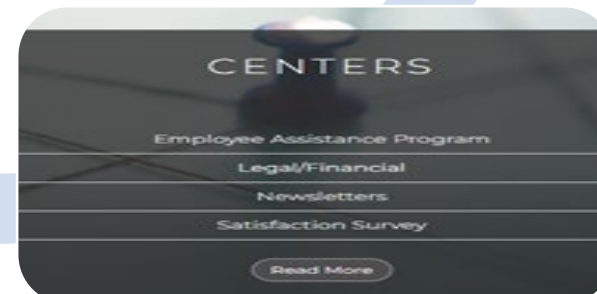 CENTERS
Employee Assistance Program
Legal/Financial
Newsletters
Satisfaction Survey
Read More